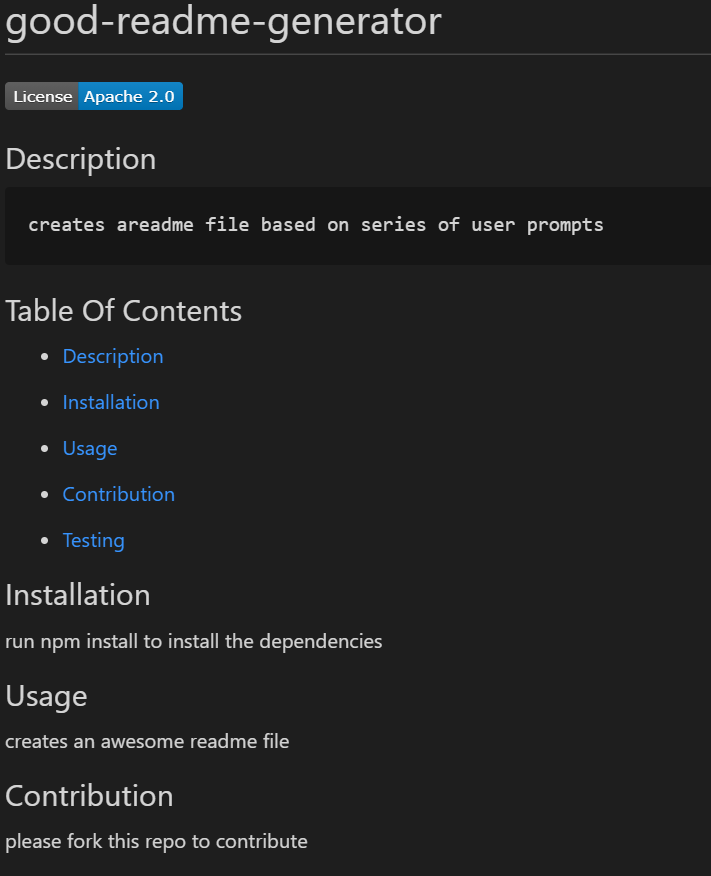 good-readme-generator
License Apache 2.0
Description
creates areadme file based on series of user prompts
Table Of Contents
Description
Installation
Usage
Contribution
Testing
Installation
run npm install to install the dependencies
Usage
creates an awesome readme file
Contribution
please fork this repo to contribute